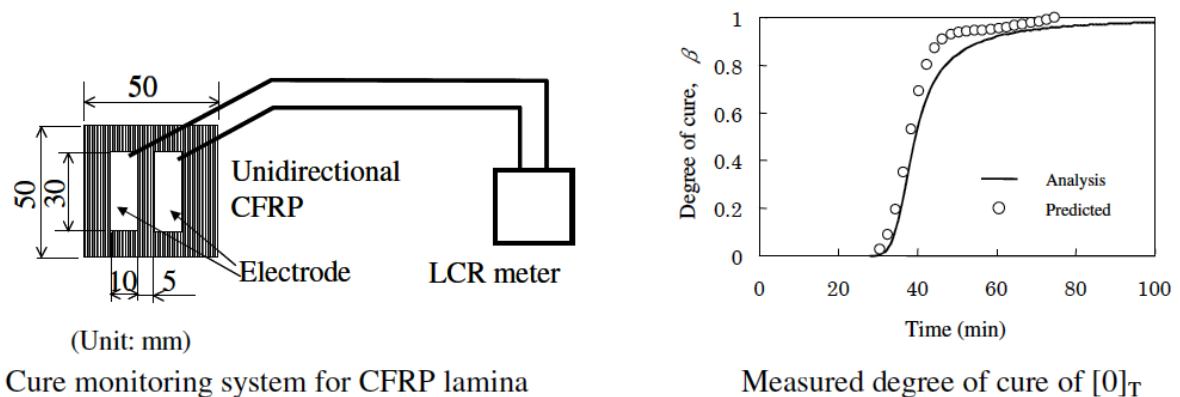 50
50
30
Unidirectional
CFRP
Electrode
LCR meter
10
5
(Unit: mm)
Cure monitoring system for CFRP lamina
1
0.8
0.6
0.4
0.2
0
Degree of cure, β
Analysis
Predicted
0 20 40 60 80 100
Time (min)
Measured degree of cure of [0]T